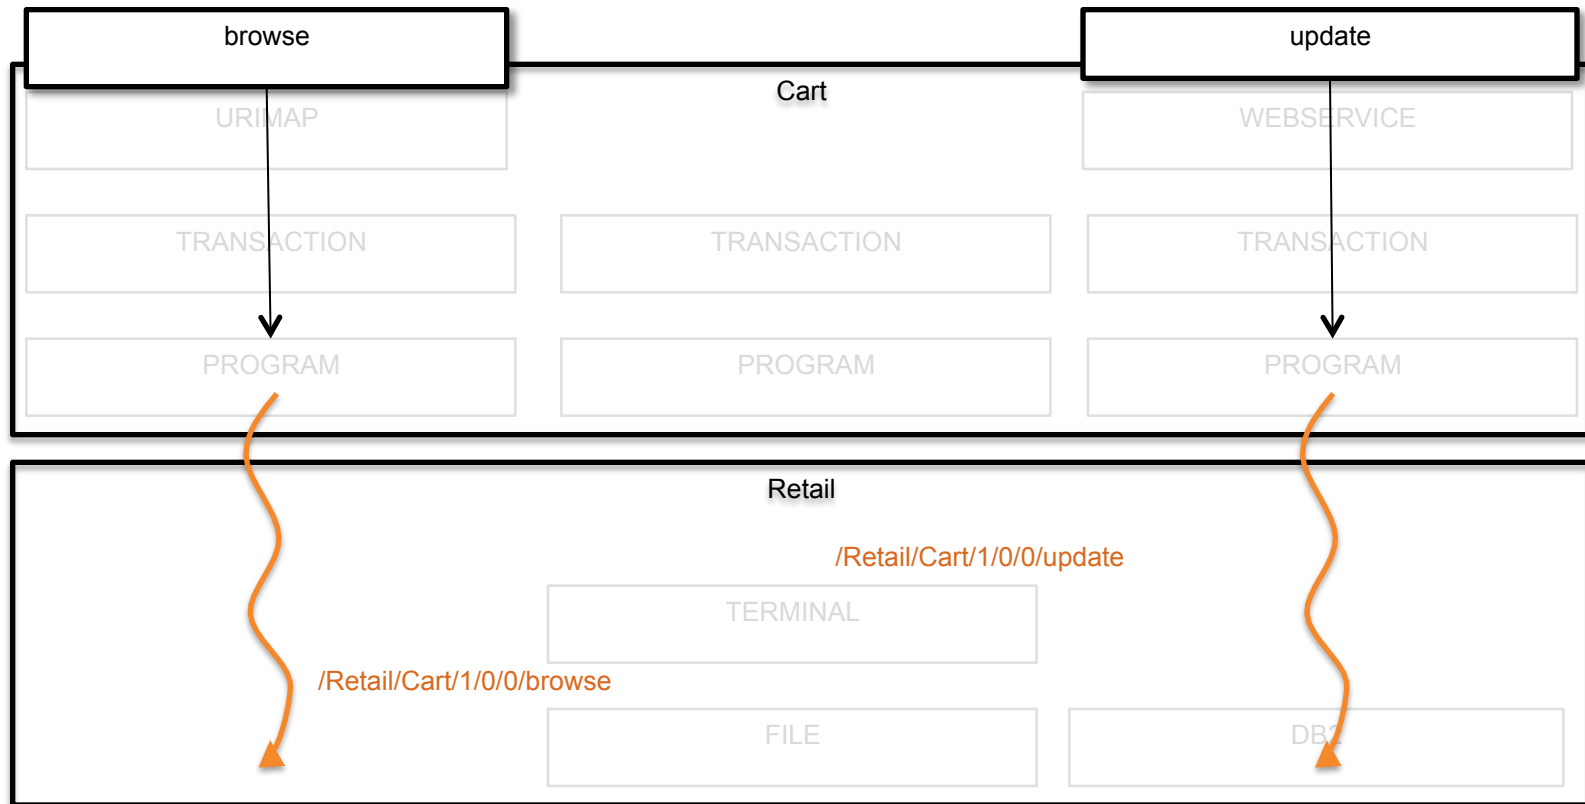 browse
update
Cart
URIMAP
WEBSERVICE
TRANSACTION
TRANSACTION
TRANSACTION
PROGRAM
PROGRAM
PROGRAM
Retail
/Retail/Cart/1/0/0/update
TERMINAL
/Retail/Cart/1/0/0/browse
FILE
DB2